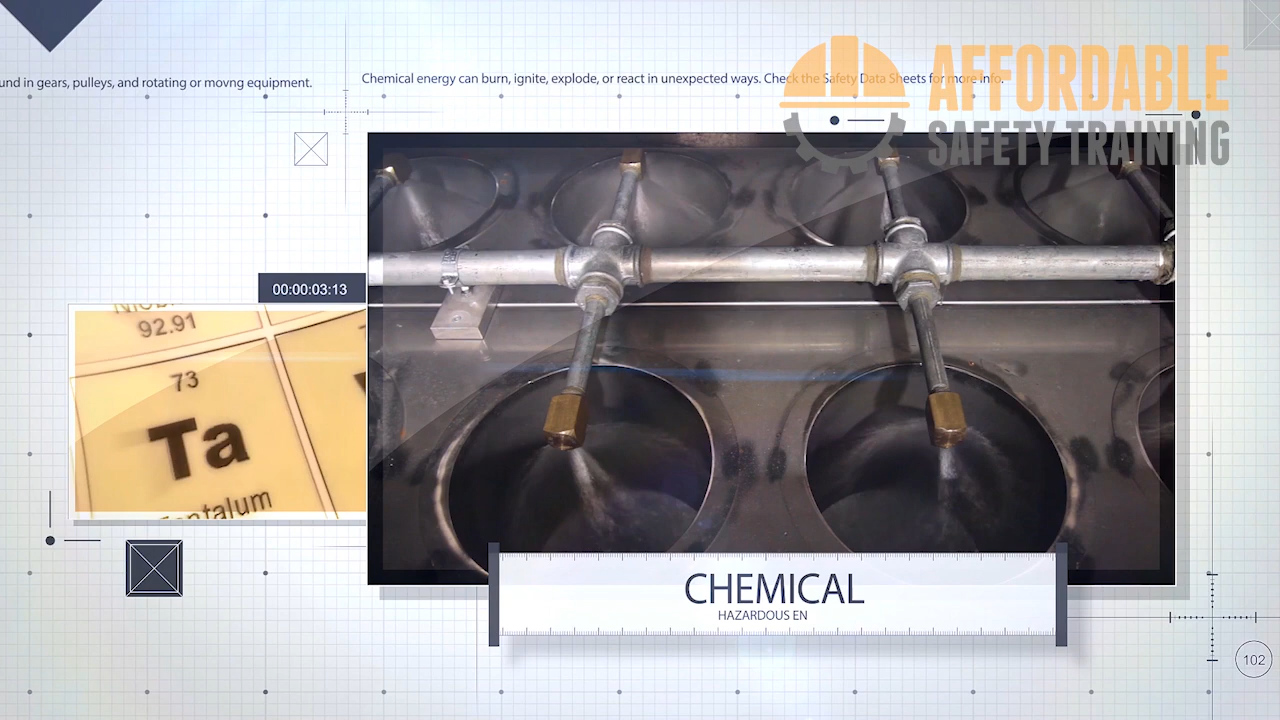 und in gears, pulleys, and rotating or movng equipment.
Chemical energy can burn, ignite, explode, or react in unexpected ways. Check the Safety Data Sheets for more info.
AFFORDABLE
SAFETY TRAINING
00:00:03:13
92.91
73
Ta
ntalum
CHEMICAL
HAZARDOUS EN
102